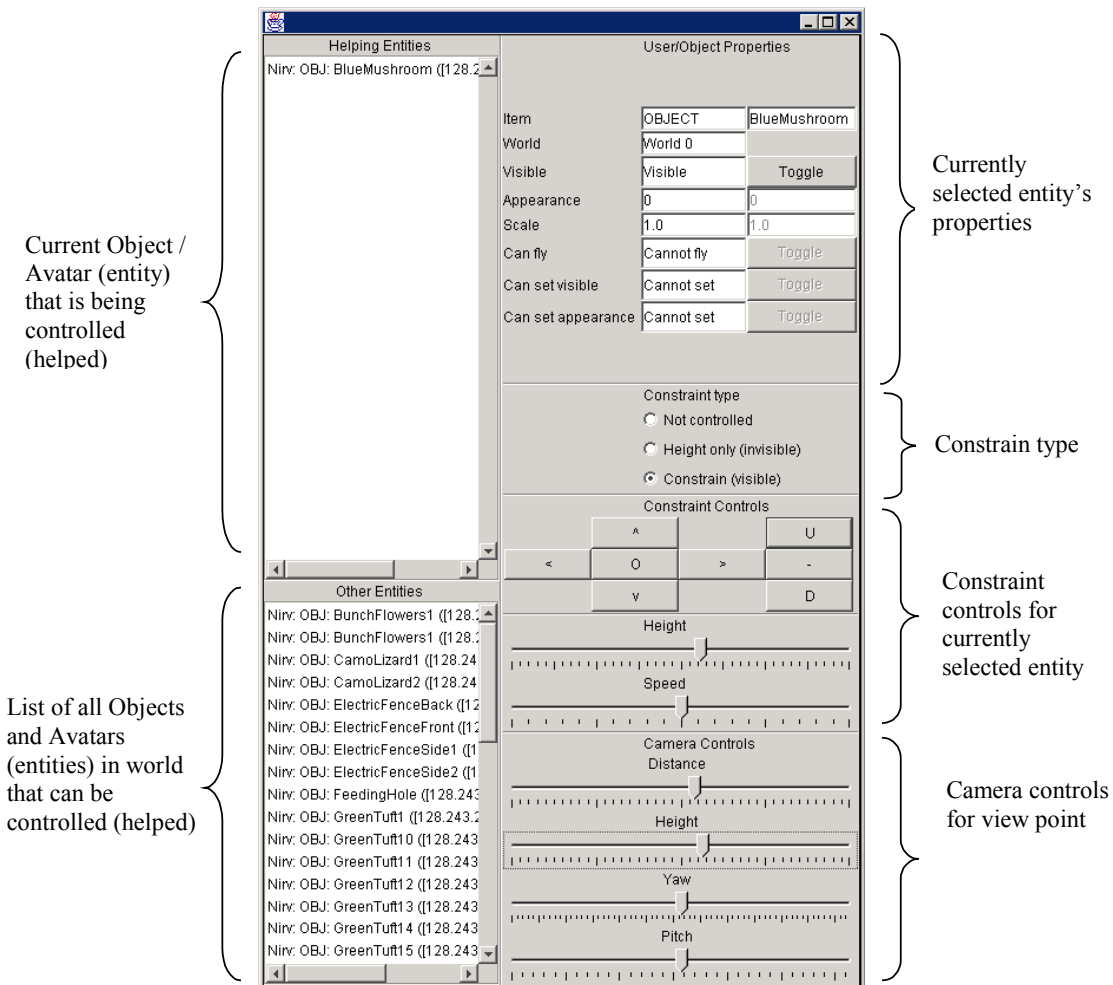 Helping Entities
Nirv: OBJ: BlueMushroom ([128.2
User/Object Properties
Item OBJECT BlueMushroom
World World 0
Visible Visible Toggle
Appearance 0 0
Scale 1.0 1.0
Can fly Cannot fly Toggle
Can set visible Cannot set Toggle
Can set appearance Cannot set Toggle
Constraint type
Not controlled
Height only (invisible)
Constrain (visible)
Constraint Controls
^ U
< O > -
v D
Height
Speed
Camera Controls
Distance
Height
Yaw
Pitch
Other Entities
Nirv: OBJ: BunchFlowers1 ([128.2
Nirv: OBJ: BunchFlowers1 ([128.2
Nirv: OBJ: CamoLizard1 ([128.24
Nirv: OBJ: CamoLizard2 ([128.24
Nirv: OBJ: ElectricFenceBack ([12
Nirv: OBJ: ElectricFenceFront ([12
Nirv: OBJ: ElectricFenceSide1 ([1
Nirv: OBJ: ElectricFenceSide2 ([1
Nirv: OBJ: FeedingHole ([128.243
Nirv: OBJ: GreenTuft1 ([128.243.2
Nirv: OBJ: GreenTuft10 ([128.243
Nirv: OBJ: GreenTuft11 ([128.243
Nirv: OBJ: GreenTuft12 ([128.243
Nirv: OBJ: GreenTuft13 ([128.243
Nirv: OBJ: GreenTuft14 ([128.243
Nirv: OBJ: GreenTuft15 ([128.243
Current Object /
Avatar (entity)
that is being
controlled
(helped)
List of all Objects
and Avatars
(entities) in world
that can be
controlled (helped)
Currently
selected entity's
properties
Constrain type
Constraint
controls for
currently
selected entity
Camera controls
for view point